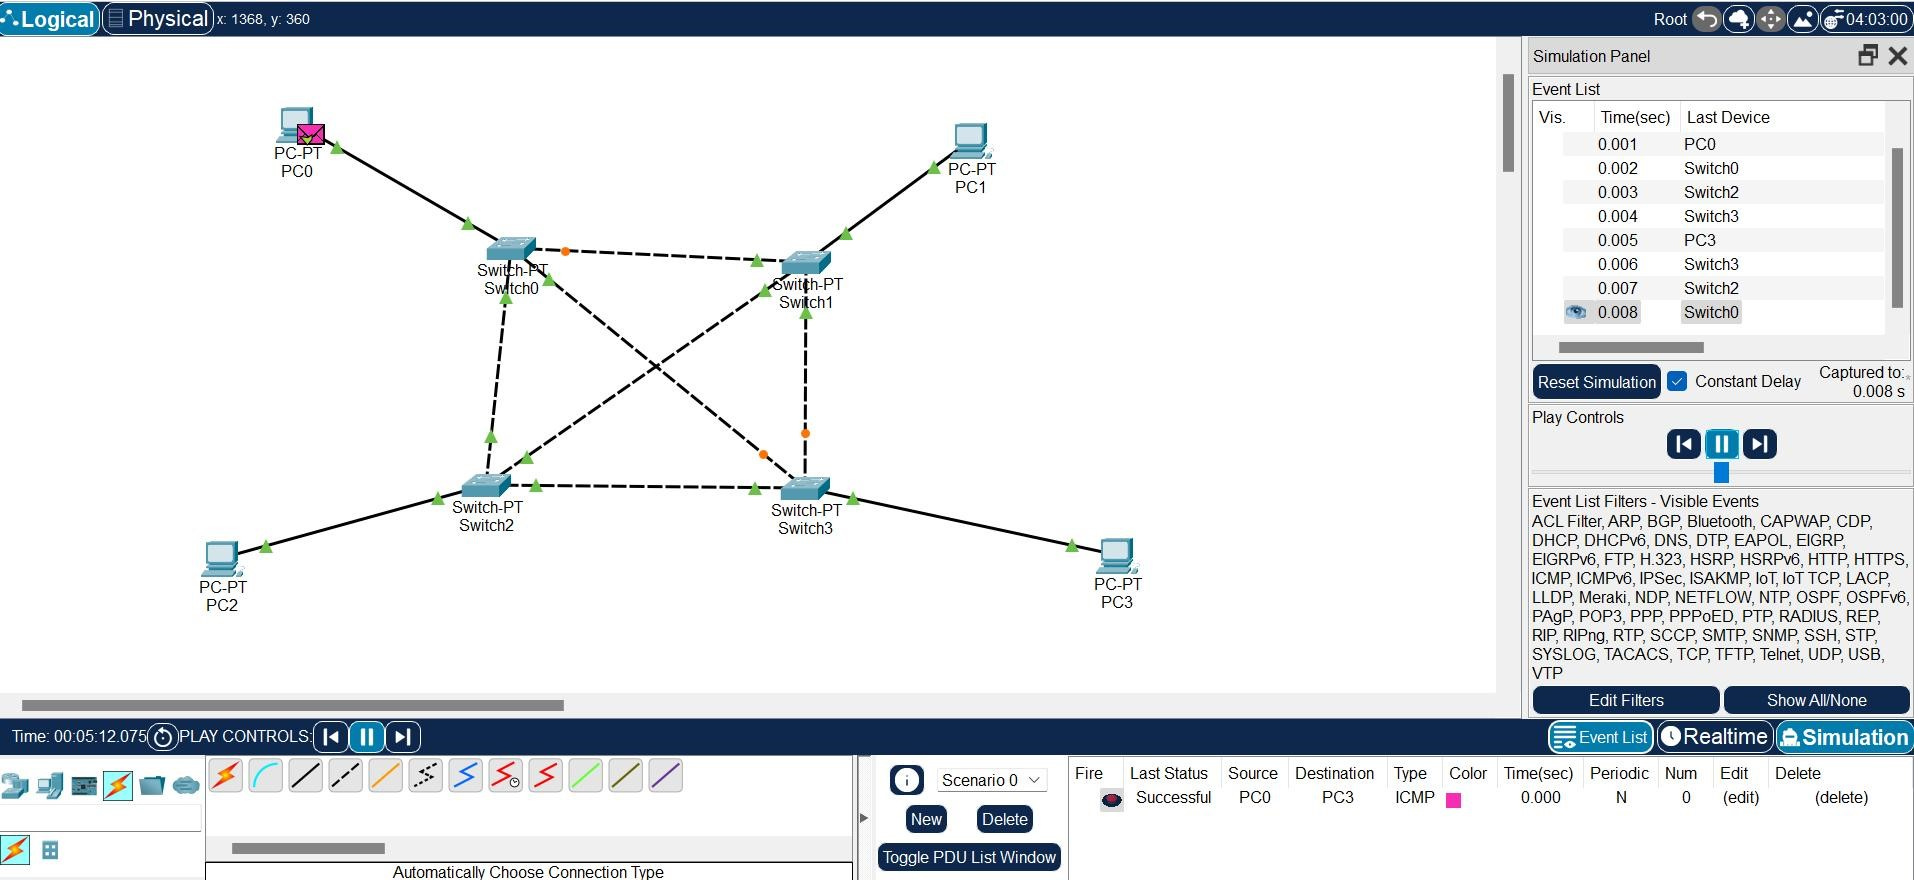 Logical Physical x: 1368, y: 360 Root 04:03:00
PC-PT
PC0
PC-PT
PC1
Switch-PT
Switch0
Switch-PT
Switch1
Switch-PT
Switch2
Switch-PT
Switch3
PC-PT
PC2
PC-PT
PC3
Simulation Panel
Event List
Vis. Time(sec) Last Device
0.001 PC0
0.002 Switch0
0.003 Switch2
0.004 Switch3
0.005 PC3
0.006 Switch3
0.007 Switch2
0.008 Switch0
Reset Simulation Constant Delay Captured to:*
0.008 s
Play Controls
Event List Filters - Visible Events
ACL Filter, ARP, BGP, Bluetooth, CAPWAP, CDP,
DHCP, DHCPv6, DNS, DTP, EAPOL, EIGRP,
EIGRPv6, FTP, H.323, HSRP, HSRPv6, HTTP, HTTPS,
ICMP, ICMPv6, IPSec, ISAKMP, IoT, IoT TCP, LACP,
LLDP, Meraki, NDP, NETFLOW, NTP, OSPF, OSPFv6,
PAgP, POP3, PPP, PPPoED, PTP, RADIUS, REP,
RIP, RIPng, RTP, SCCP, SMTP, SNMP, SSH, STP,
SYSLOG, TACACS, TCP, TFTP, Telnet, UDP, USB,
VTP
Edit Filters Show All/None
Time: 00:05:12.075 PLAY CONTROLS: Event List Realtime Simulation
Automatically Choose Connection Type
Scenario 0
New Delete
Toggle PDU List Window
Fire Last Status Source Destination Type Color Time(sec) Periodic Num Edit Delete
Successful PC0 PC3 ICMP 0.000 N 0 (edit) (delete)